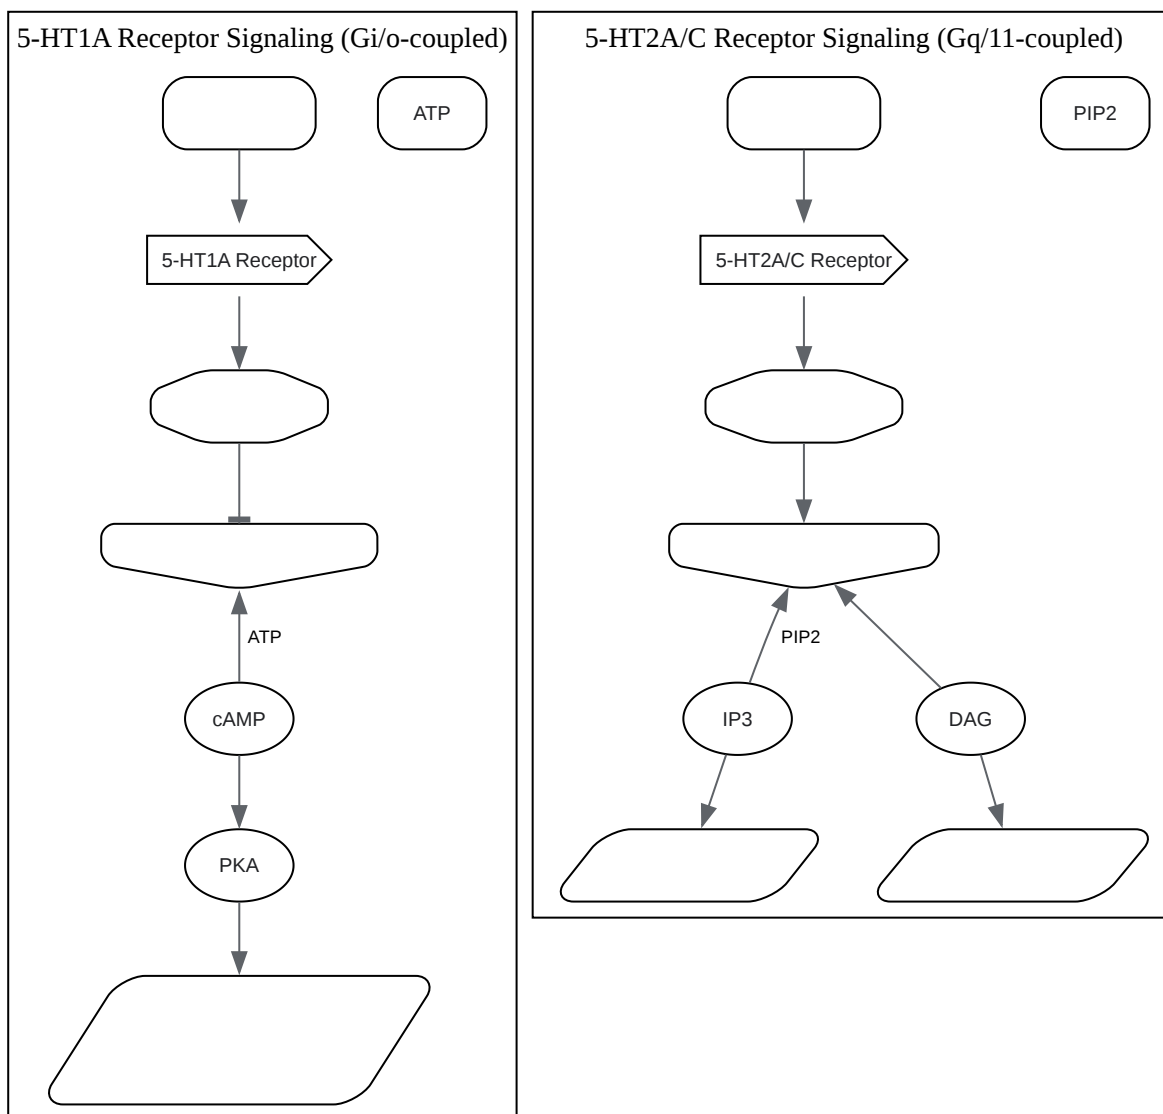 5-HT1A Receptor Signaling (Gi/o-coupled)
ATP
5-HT1A Receptor
ATP
cAMP
PKA
5-HT2A/C Receptor Signaling (Gq/11-coupled)
PIP2
5-HT2A/C Receptor
PIP2
IP3
DAG